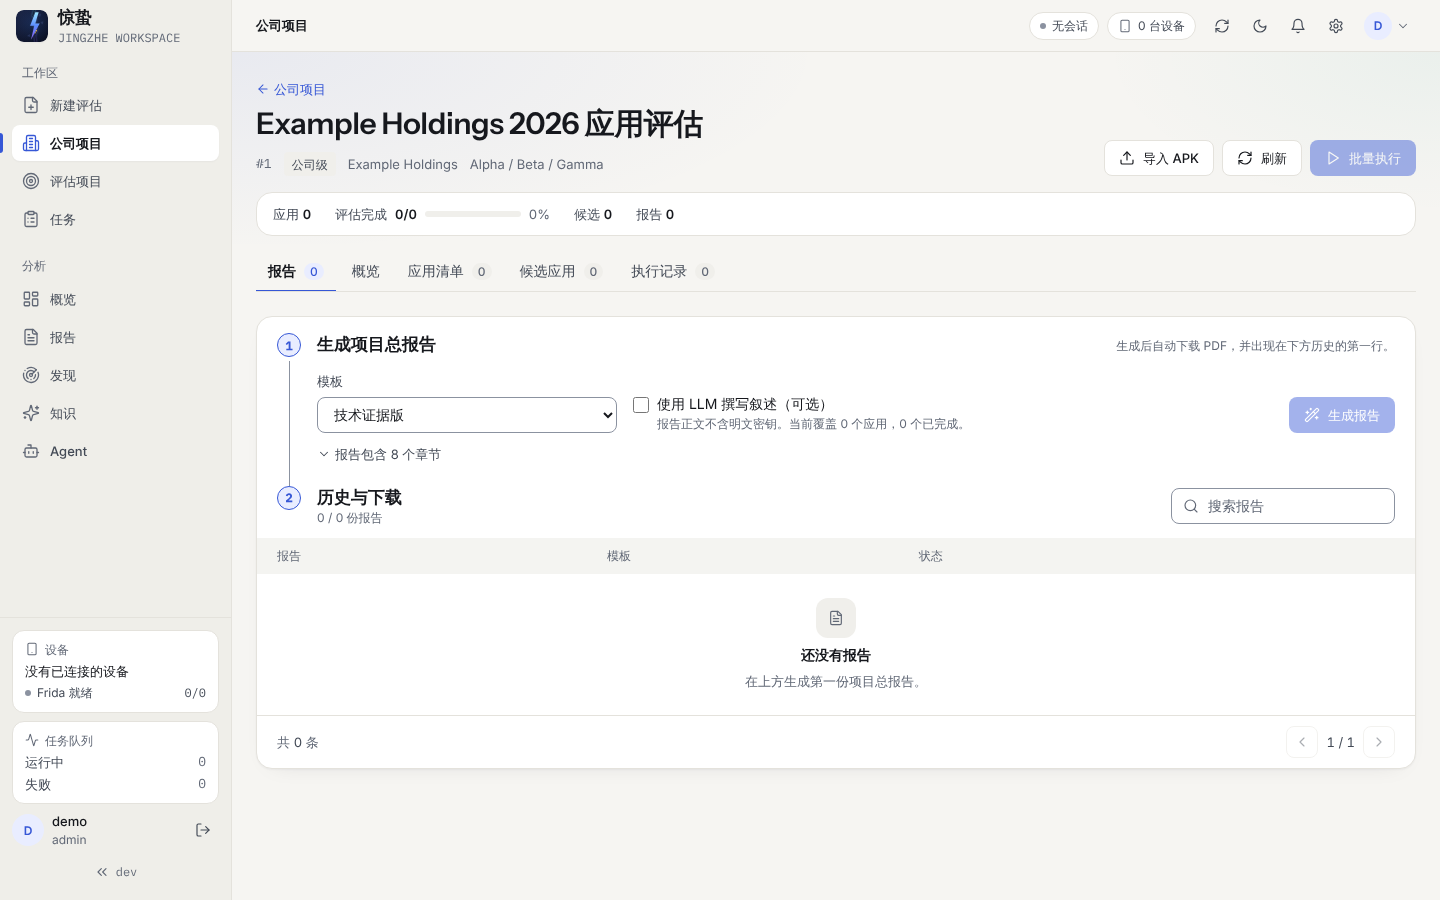 惊蛰
JINGZHE WORKSPACE
工作区
新建评估
公司项目
评估项目
任务
分析
概览
报告
发现
知识
Agent
设备
没有已连接的设备
Frida 就绪 0/0
任务队列
运行中 0
失败 0
D demo
admin
dev
公司项目
无会话
0 台设备
D
公司项目
Example Holdings 2026 应用评估
#1 公司级 Example Holdings Alpha / Beta / Gamma
导入 APK
刷新
批量执行
应用 0 评估完成 0/0 0% 候选 0 报告 0
报告 0 概览 应用清单 0 候选应用 0 执行记录 0
1 生成项目总报告
生成后自动下载 PDF，并出现在下方历史的第一行。
模板
技术证据版
使用 LLM 撰写叙述（可选）
报告正文不含明文密钥。当前覆盖 0 个应用，0 个已完成。
生成报告
报告包含 8 个章节
2 历史与下载
0 / 0 份报告
搜索报告
报告 模板 状态
还没有报告
在上方生成第一份项目总报告。
共 0 条
1 / 1